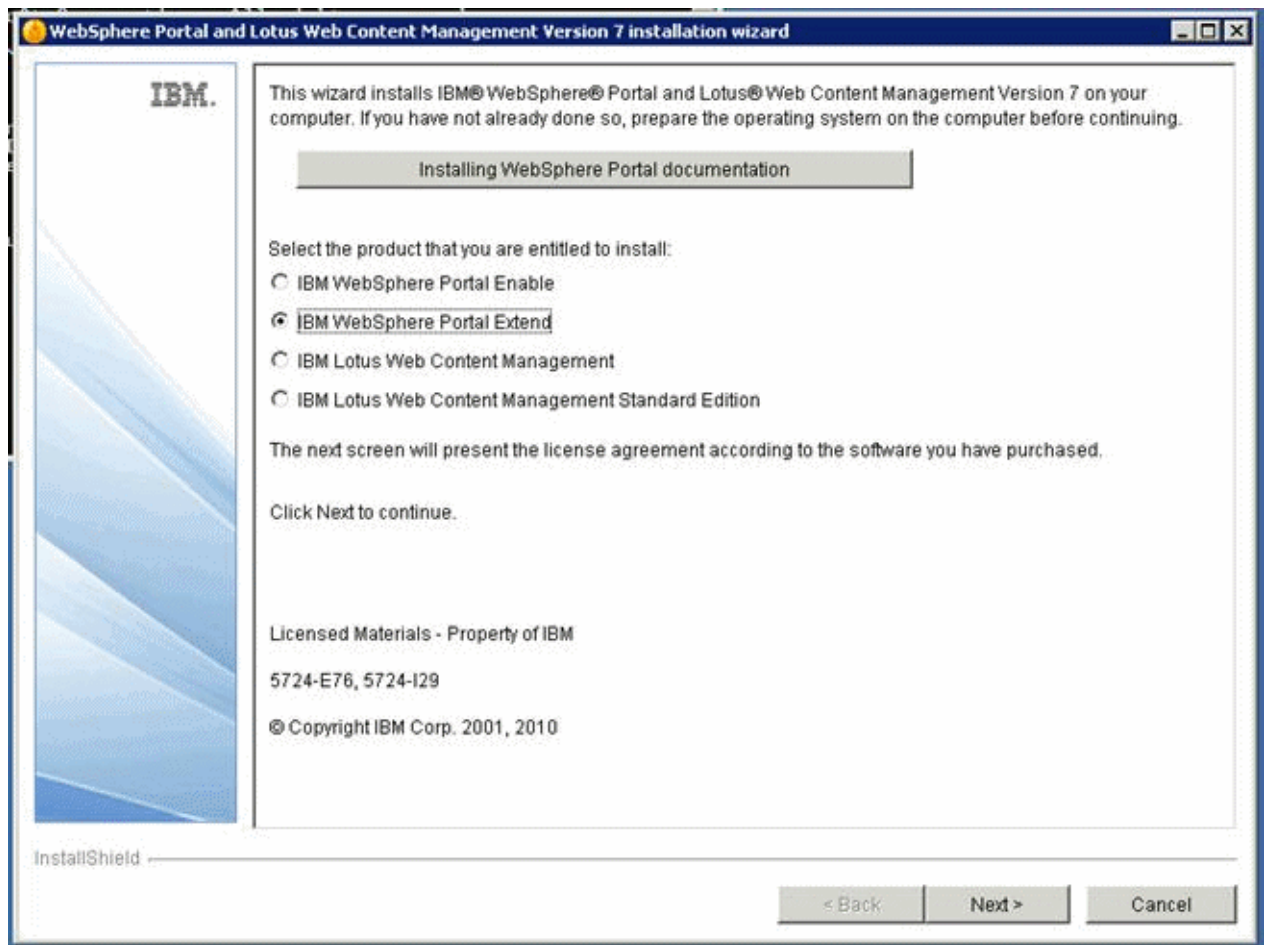 WebSphere Portal and Lotus Web Content Management Version 7 installation wizard
IBM.
This wizard installs IBM® WebSphere® Portal and Lotus® Web Content Management Version 7 on your
computer. If you have not already done so, prepare the operating system on the computer before continuing.
Installing WebSphere Portal documentation
Select the product that you are entitled to install:
IBM WebSphere Portal Enable
IBM WebSphere Portal Extend
IBM Lotus Web Content Management
IBM Lotus Web Content Management Standard Edition
The next screen will present the license agreement according to the software you have purchased.
Click Next to continue.
Licensed Materials - Property of IBM
5724-E76, 5724-I29
© Copyright IBM Corp. 2001, 2010
InstallShield
< Back
Next >
Cancel